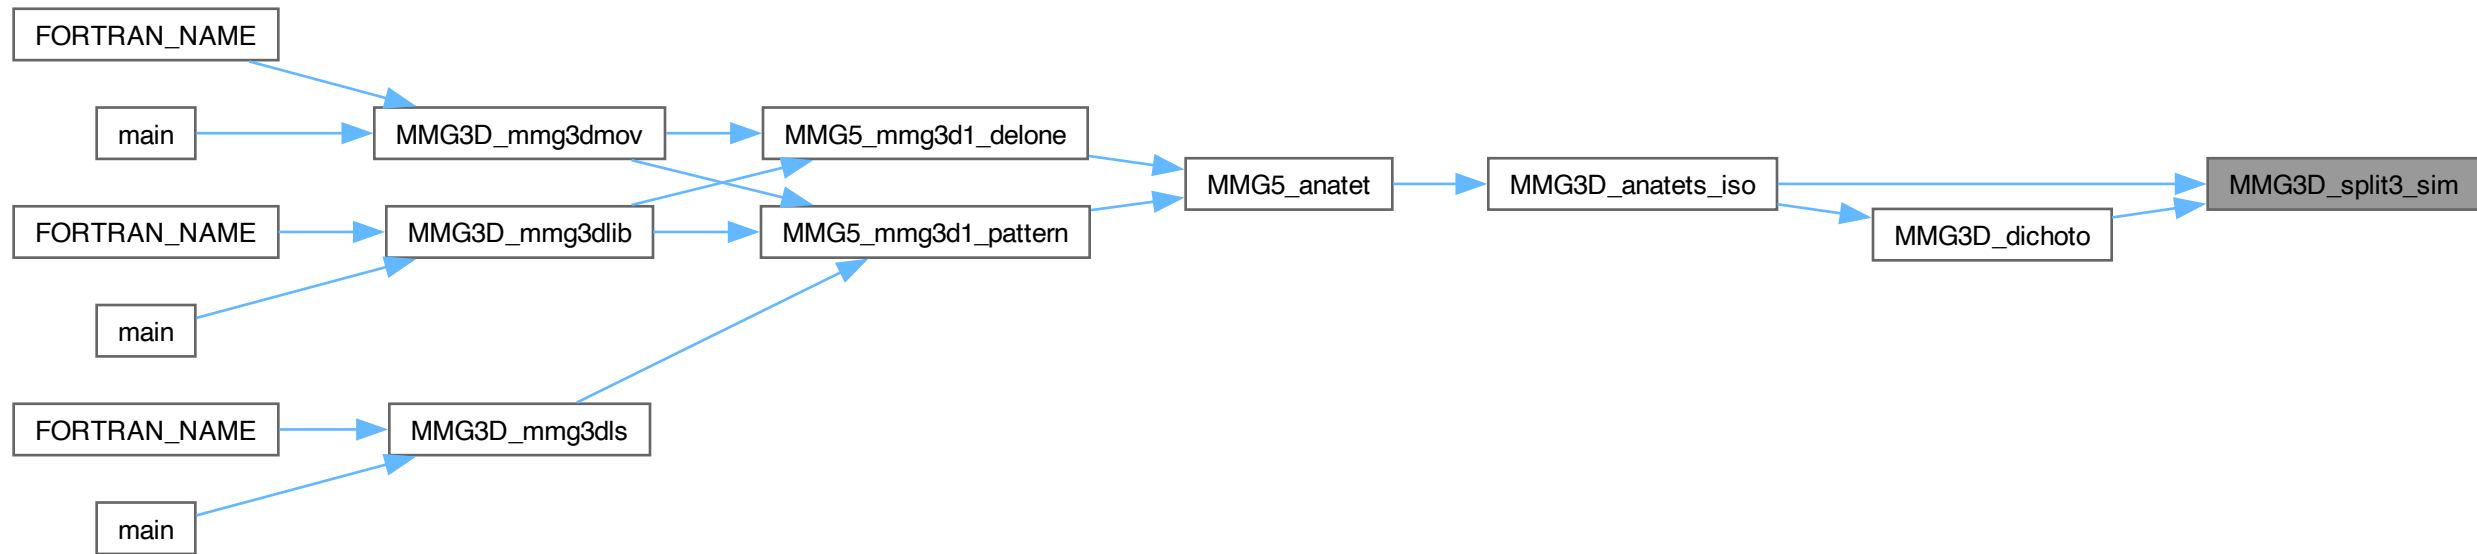 FORTRAN_NAME
main
MMG3D_mmg3dmov
MMG5_mmg3d1_delone
MMG5_anatet
MMG3D_anatets_iso
MMG3D_split3_sim
FORTRAN_NAME
MMG3D_mmg3dlib
MMG5_mmg3d1_pattern
MMG3D_dichoto
main
FORTRAN_NAME
MMG3D_mmg3dls
main